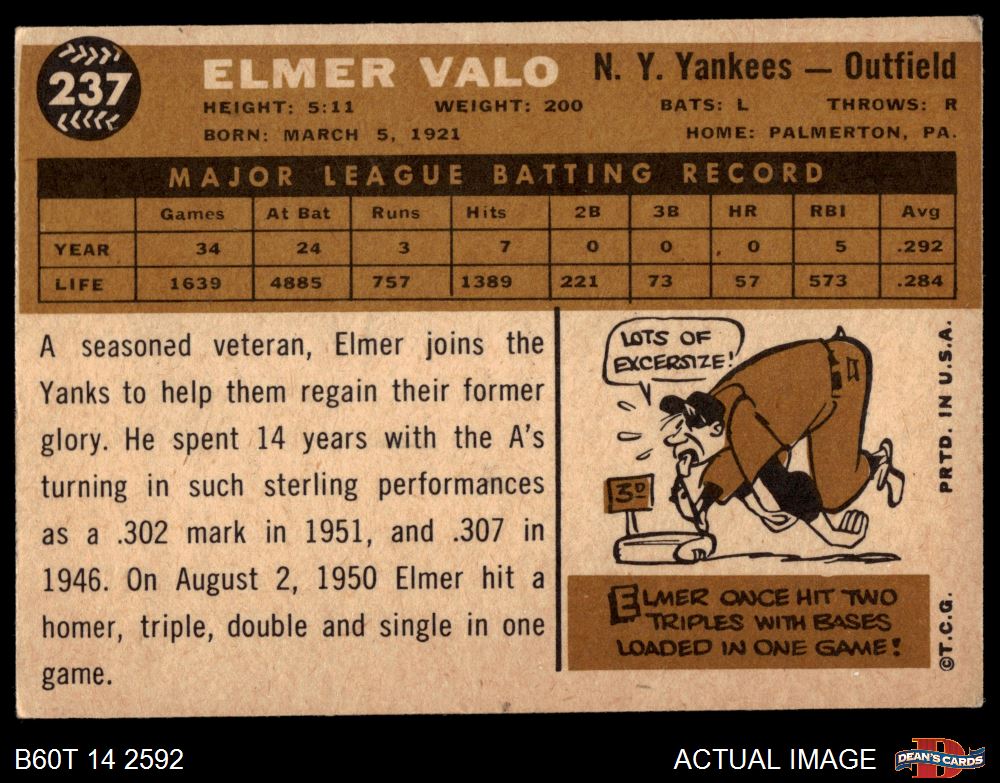 237
ELMER VALO
N. Y. Yankees — Outfield
HEIGHT: 5:11 WEIGHT: 200 BATS: L THROWS: R
BORN: MARCH 5, 1921 HOME: PALMERTON, PA.
MAJOR LEAGUE BATTING RECORD
Games At Bat Runs Hits 2B 3B HR RBI Avg
YEAR 34 24 3 7 0 0 0 5 .292
LIFE 1639 4885 757 1389 221 73 57 573 .284
A seasoned veteran, Elmer joins the
Yanks to help them regain their former
glory. He spent 14 years with the A's
turning in such sterling performances
as a .302 mark in 1951, and .307 in
1946. On August 2, 1950 Elmer hit a
homer, triple, double and single in one
game.
LOTS OF
EXCERSIZE!
3D
ELMER ONCE HIT TWO
TRIPLES WITH BASES
LOADED IN ONE GAME!
PRTD. IN U.S.A.
©T.C.G.
B60T 14 2592
ACTUAL IMAGE
D
DEAN'S CARDS